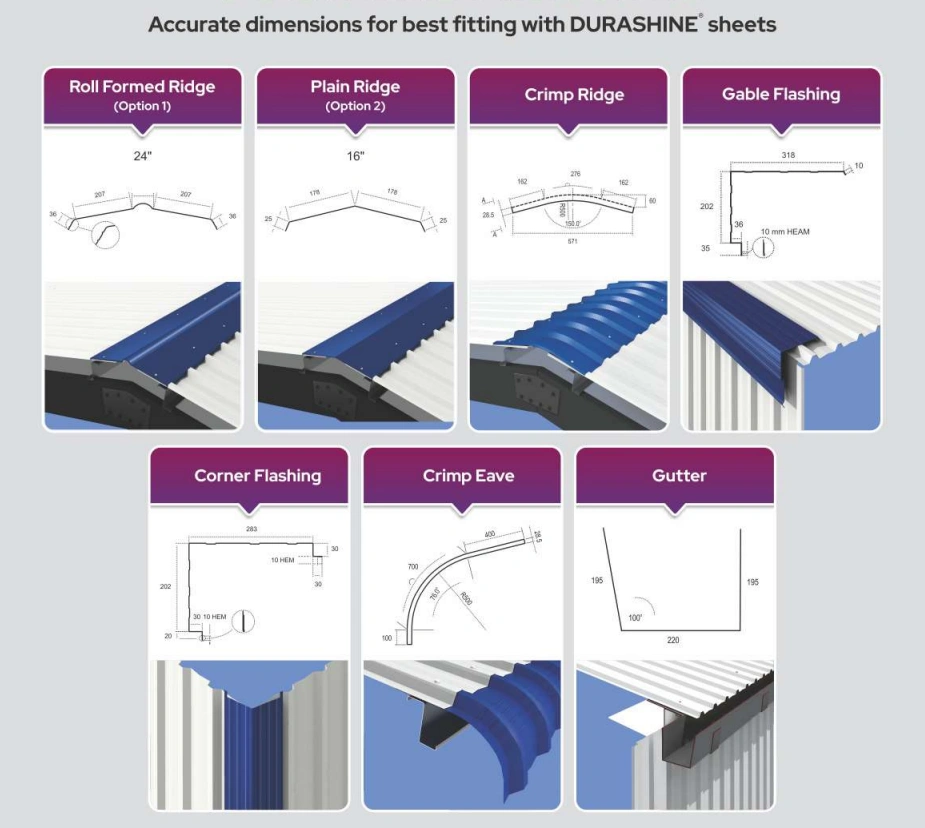 Accurate dimensions for best fitting with DURASHINE® sheets
Roll Formed Ridge
(Option 1)
24"
207
207
36
36
Plain Ridge
(Option 2)
16"
178
178
25
25
Crimp Ridge
276
162
162
A
28.5
60
R500
150.0°
A
571
Gable Flashing
318
10
202
36
10 mm HEAM
35
Corner Flashing
283
30
10 HEM
202
30
30 10 HEM
20
Crimp Eave
400
28.5
700
76.0°
R500
100
Gutter
195
195
100°
220